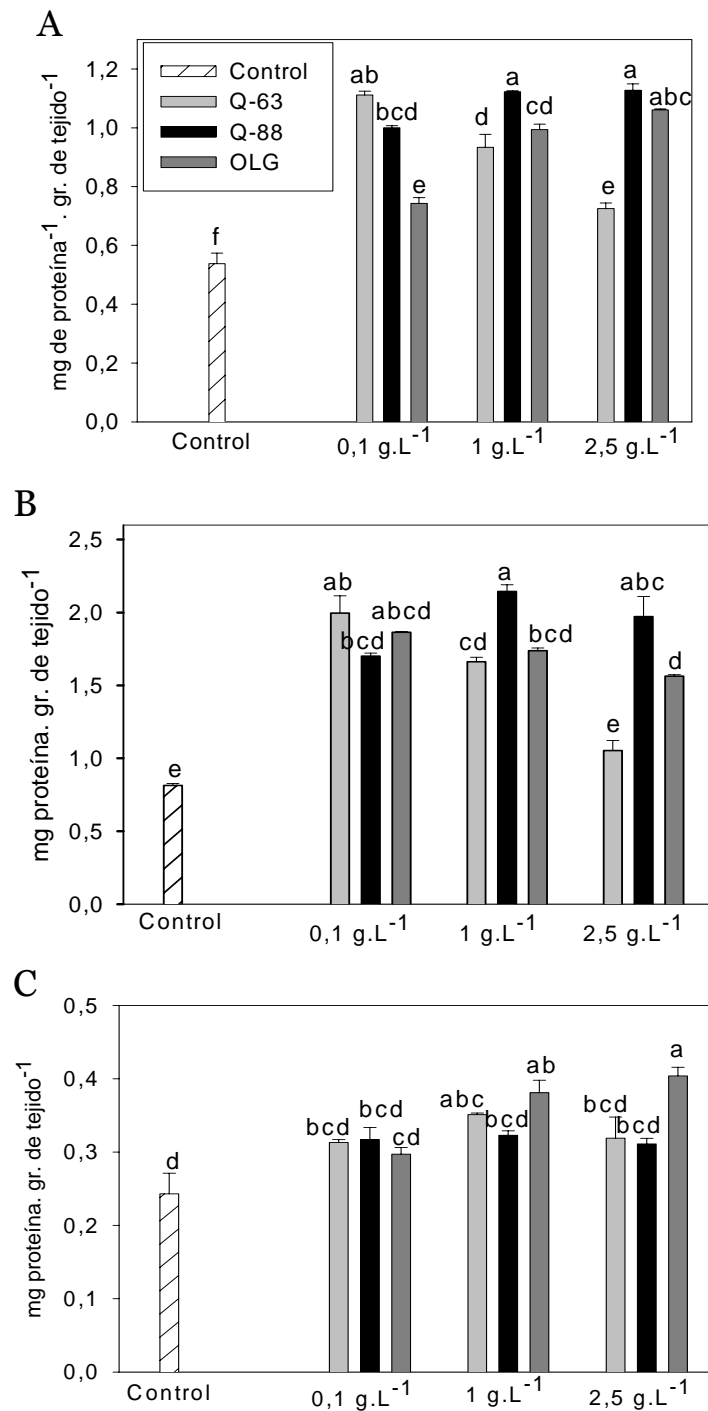 A
mg de proteína⁻¹ . gr. de tejido⁻¹
1,2
1,0
0,8
0,6
0,4
0,2
0,0
Control
Q-63
Q-88
OLG
f
ab
bcd
e
d
a
cd
e
a
abc
Control
0,1 g.L⁻¹
1 g.L⁻¹
2,5 g.L⁻¹
B
mg proteína. gr. de tejido⁻¹
2,5
2,0
1,5
1,0
0,5
0,0
e
ab
bcd
abcd
cd
a
bcd
e
abc
d
Control
0,1 g.L⁻¹
1 g.L⁻¹
2,5 g.L⁻¹
C
mg proteína. gr. de tejido⁻¹
0,5
0,4
0,3
0,2
0,1
0,0
d
bcd
bcd
cd
abc
bcd
ab
bcd
bcd
a
Control
0,1 g.L⁻¹
1 g.L⁻¹
2,5 g.L⁻¹